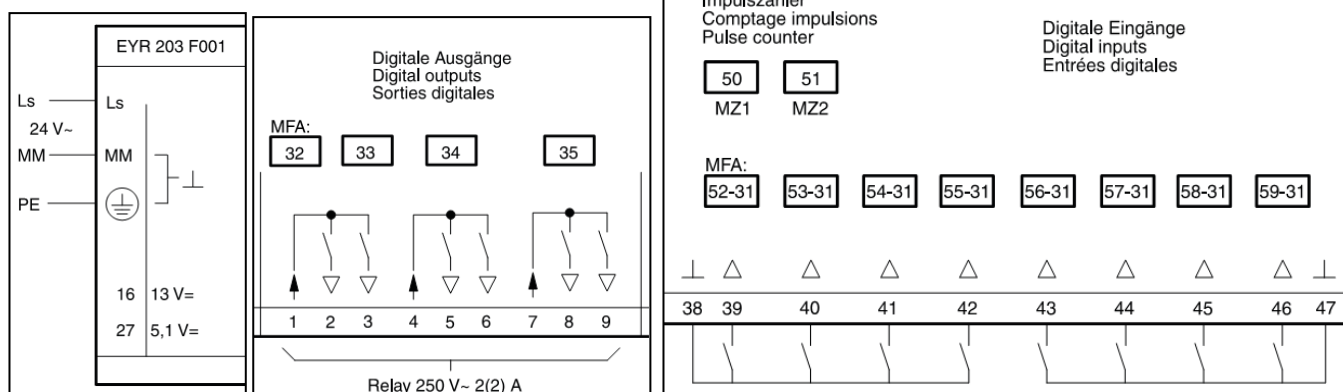 EYR 203 F001
Ls
Ls
24 V~
MM
MM
PE
16 13 V=
27 5,1 V=
Digitale Ausgänge
Digital outputs
Sorties digitales
MFA:
32 33 34 35
1 2 3 4 5 6 7 8 9
Relay 250 V~ 2(2) A
Impulszähler
Comptage impulsions
Pulse counter
50 51
MZ1 MZ2
Digitale Eingänge
Digital inputs
Entrées digitales
MFA:
52-31 53-31 54-31 55-31 56-31 57-31 58-31 59-31
38 39 40 41 42 43 44 45 46 47